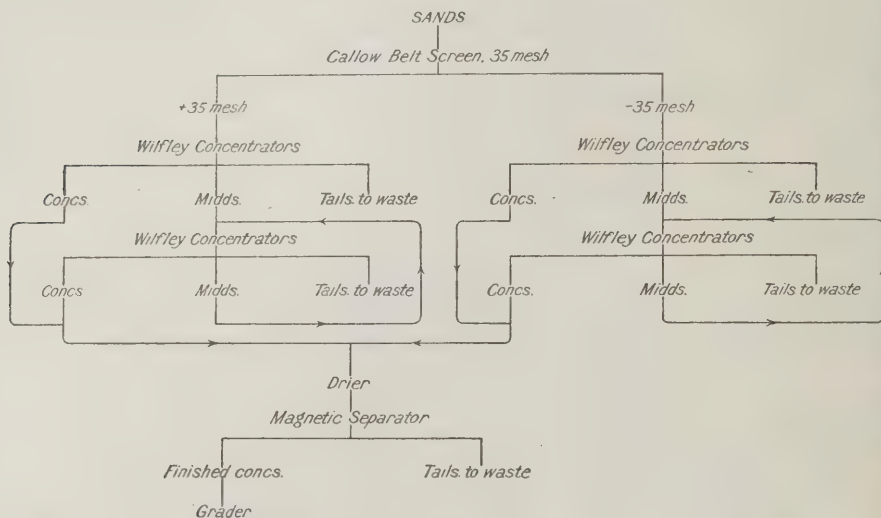 SANDS
Callow Belt Screen, 35 mesh
+35 mesh
-35 mesh
Wilfley Concentrators
Wilfley Concentrators
Concs.
Midds.
Tails. to waste
Concs.
Midds.
Tails. to waste
Wilfley Concentrators
Wilfley Concentrators
Concs
Midds.
Tails. to waste
Concs.
Midds.
Tails to waste
Drier
Magnetic Separator
Finished concs.
Tails. to waste
Grader